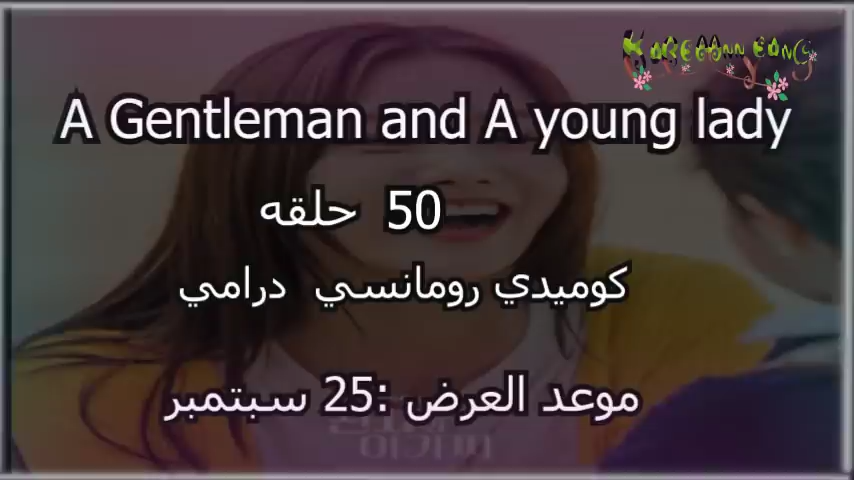 A Gentleman and A young lady
50 حلقه
كوميدي رومانسي درامي
موعد العرض :25 سبتمبر